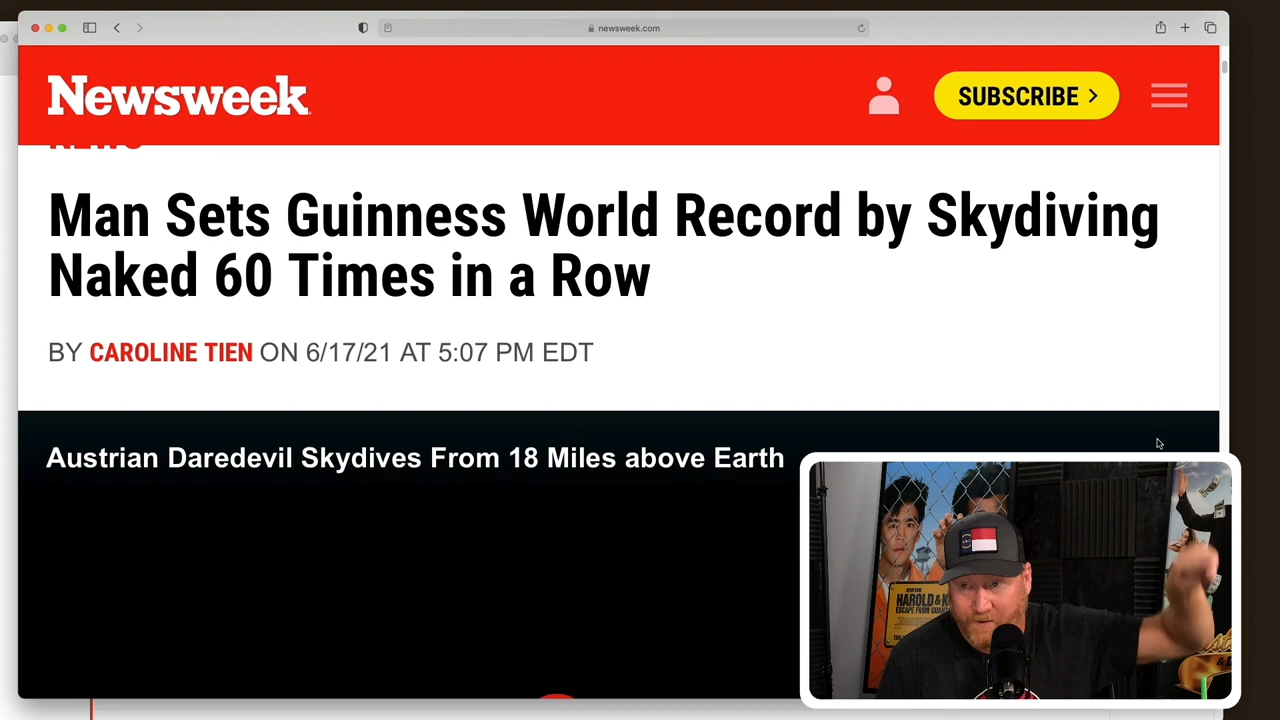 newsweek.com
Newsweek
SUBSCRIBE
NEWS
Man Sets Guinness World Record by Skydiving
Naked 60 Times in a Row
BY CAROLINE TIEN ON 6/17/21 AT 5:07 PM EDT
Austrian Daredevil Skydives From 18 Miles above Earth
HAROLD & K
ESCAPE FROM GUANT